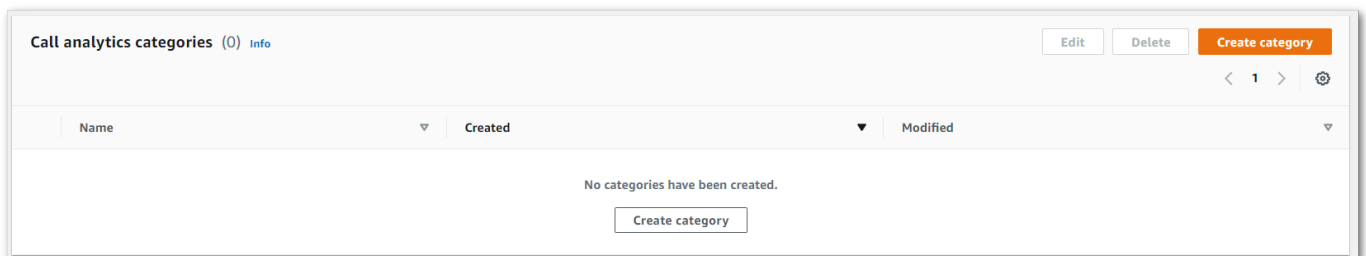 Call analytics categories (0) Info
Edit
Delete
Create category
1
Name
Created
Modified
No categories have been created.
Create category